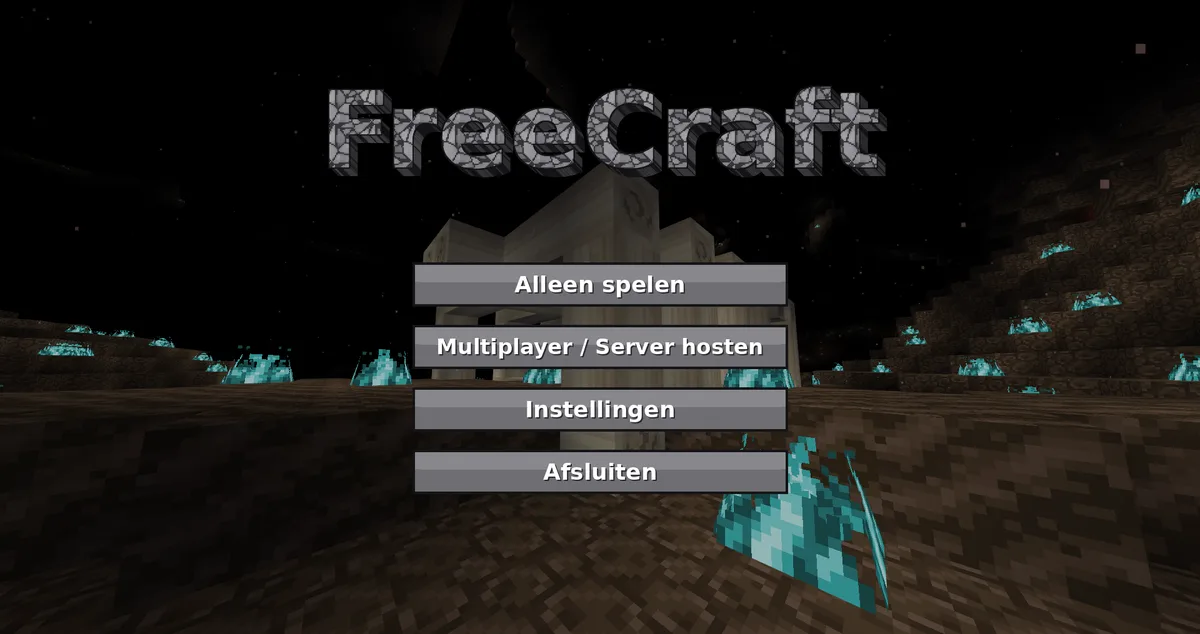 FreeCraft
Alleen spelen
Multiplayer / Server hosten
Instellingen
Afsluiten